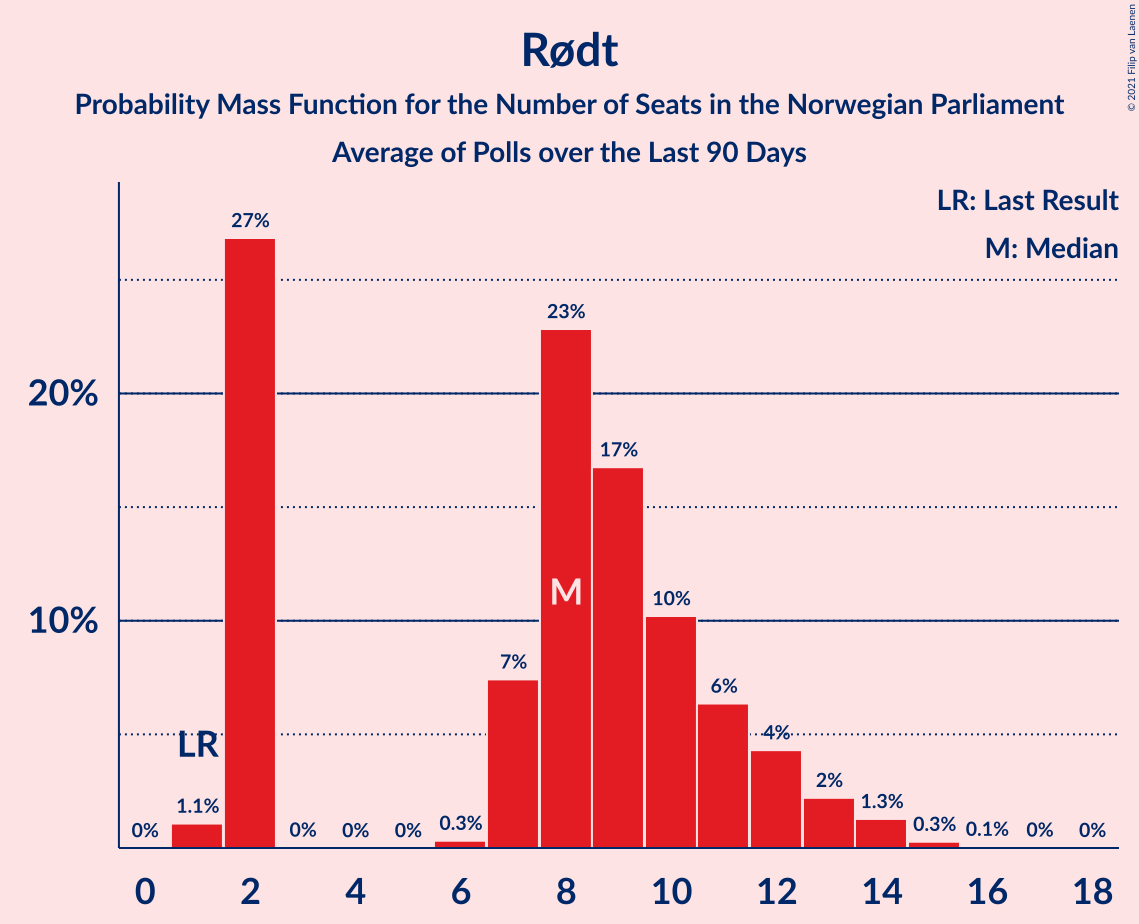 © 2021 Filip van Laenen
Rødt
Probability Mass Function for the Number of Seats in the Norwegian Parliament
Average of Polls over the Last 90 Days
LR: Last Result
M: Median
20%
10%
0%
1.1%
27%
0%
0%
0%
0.3%
7%
23%
17%
10%
6%
4%
2%
1.3%
0.3%
0.1%
0%
0%
LR
M
0 2 4 6 8 10 12 14 16 18